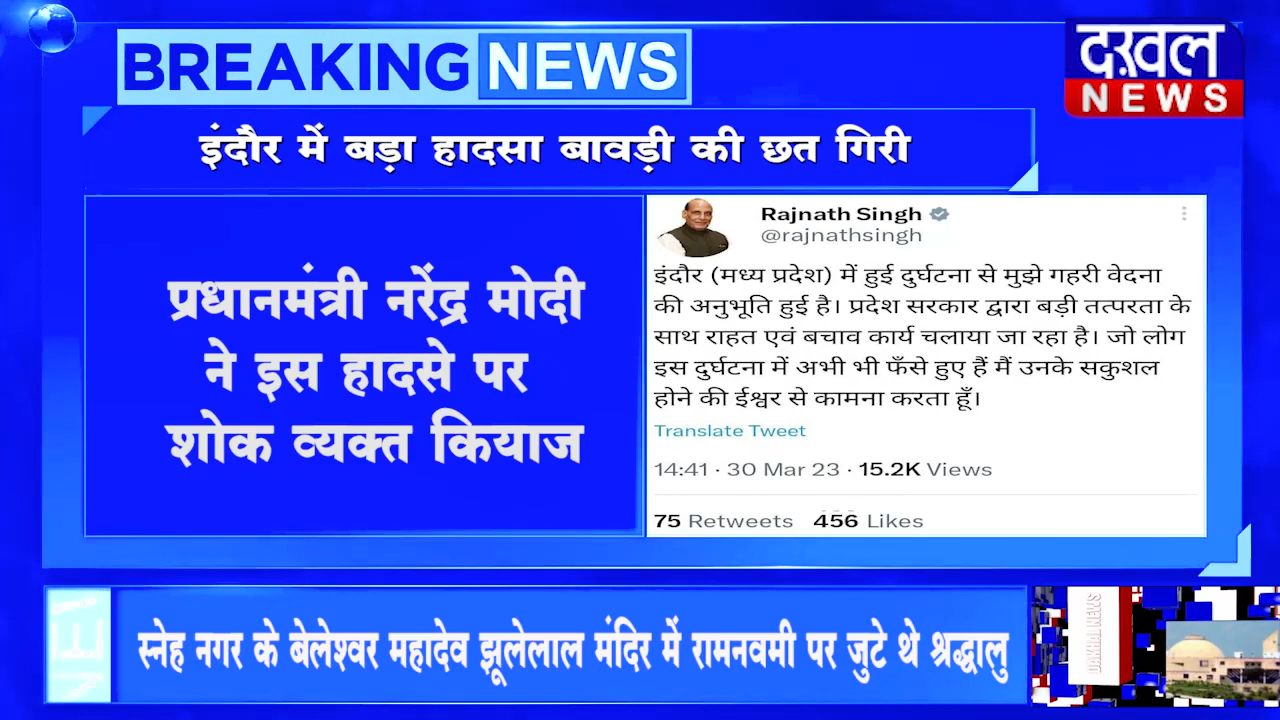 BREAKING NEWS
दख़ल
NEWS
इंदौर में बड़ा हादसा बावड़ी की छत गिरी
प्रधानमंत्री नरेंद्र मोदी
ने इस हादसे पर
शोक व्यक्त कियाज
Rajnath Singh
@rajnathsingh
इंदौर (मध्य प्रदेश) में हुई दुर्घटना से मुझे गहरी वेदना
की अनुभूति हुई है। प्रदेश सरकार द्वारा बड़ी तत्परता के
साथ राहत एवं बचाव कार्य चलाया जा रहा है। जो लोग
इस दुर्घटना में अभी भी फँसे हुए हैं मैं उनके सकुशल
होने की ईश्वर से कामना करता हूँ।
Translate Tweet
14:41 · 30 Mar 23 · 15.2K Views
75 Retweets 456 Likes
स्नेह नगर के बेलेश्वर महादेव झूलेलाल मंदिर में रामनवमी पर जुटे थे श्रद्धालु
DAKHAL NEWS